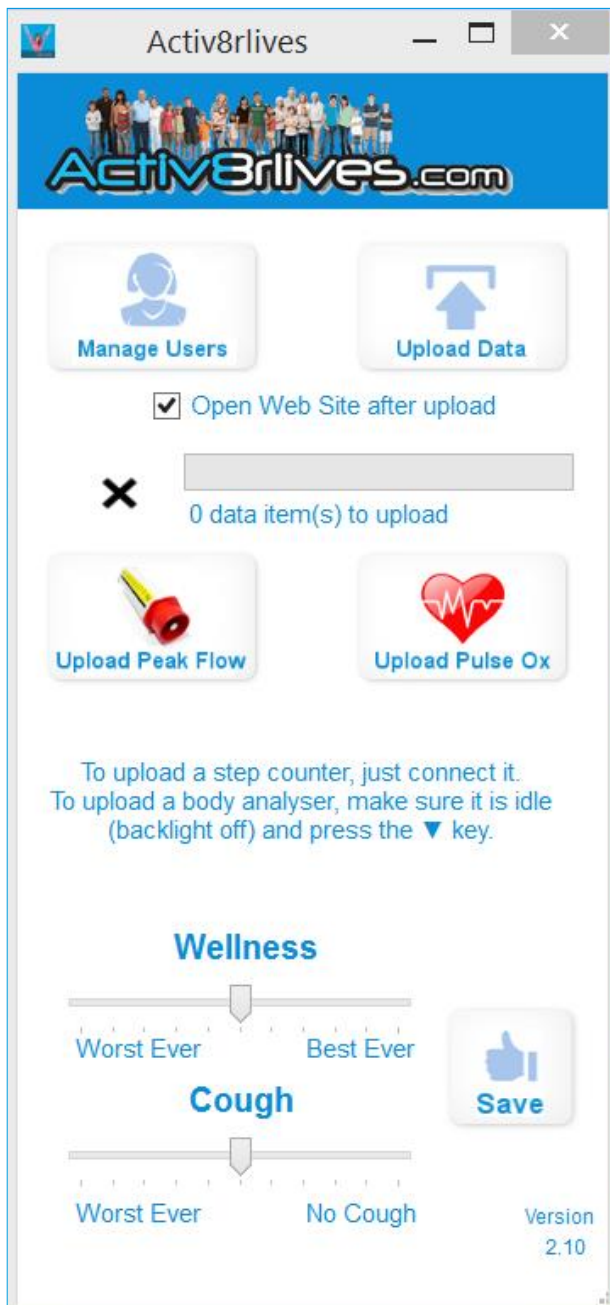 Activ8rlives
Activ8rlives.com
Manage Users
Upload Data
Open Web Site after upload
0 data item(s) to upload
Upload Peak Flow
Upload Pulse Ox
To upload a step counter, just connect it.
To upload a body analyser, make sure it is idle
(backlight off) and press the ▼ key.
Wellness
Worst Ever
Best Ever
Save
Cough
Worst Ever
No Cough
Version
2.10